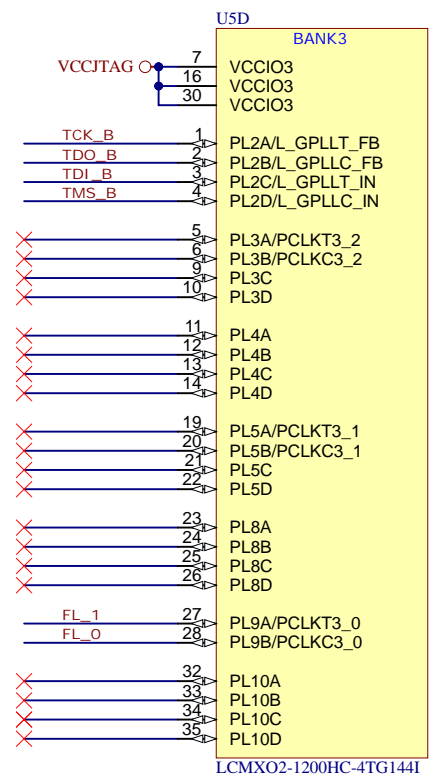 U5D
BANK3
VCCJTAG 7 VCCIO3
16 VCCIO3
30 VCCIO3
TCK_B 1 PL2A/L_GPLLT_FB
TDO_B 2 PL2B/L_GPLLC_FB
TDI_B 3 PL2C/L_GPLLT_IN
TMS_B 4 PL2D/L_GPLLC_IN
5 PL3A/PCLKT3_2
6 PL3B/PCLKC3_2
9 PL3C
10 PL3D
11 PL4A
12 PL4B
13 PL4C
14 PL4D
19 PL5A/PCLKT3_1
20 PL5B/PCLKC3_1
21 PL5C
22 PL5D
23 PL8A
24 PL8B
25 PL8C
26 PL8D
FL_1 27 PL9A/PCLKT3_0
FL_0 28 PL9B/PCLKC3_0
32 PL10A
33 PL10B
34 PL10C
35 PL10D
LCMXO2-1200HC-4TG144I